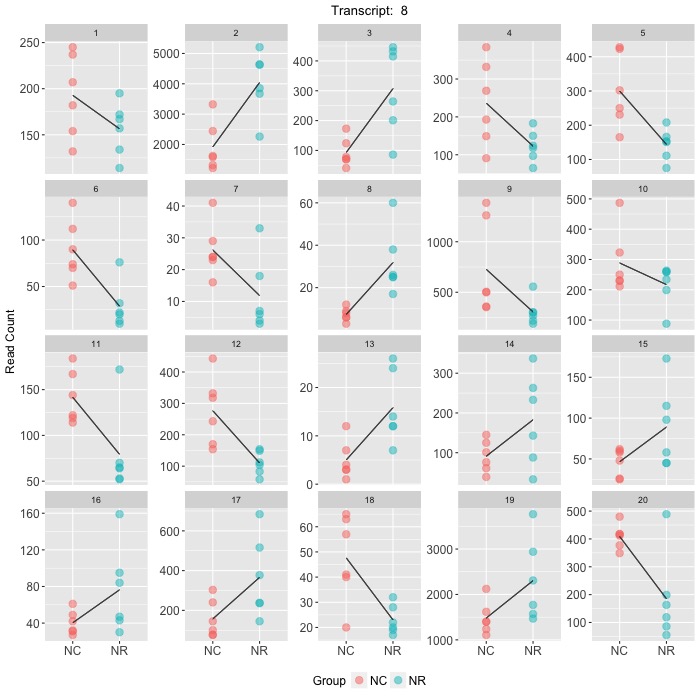 Transcript: 8
1 2 3 4 5
250 5000 400 300 400
200 4000 300 300
3000 200 200 200
150 2000 100 100 100
6 7 8 9 10
100 40 60 1000 500
30 40 400
50 20 20 500 300
10 200
100
Read Count
11 12 13 14 15
150 400 20 300 150
300 200 100
100 200 10 100 50
50 100 0
16 17 18 19 20
160 600 60 3000 500
120 400 50 400
80 40 2000 300
40 200 30 200
20 1000 100
NC NR NC NR NC NR NC NR NC NR
Group NC NR